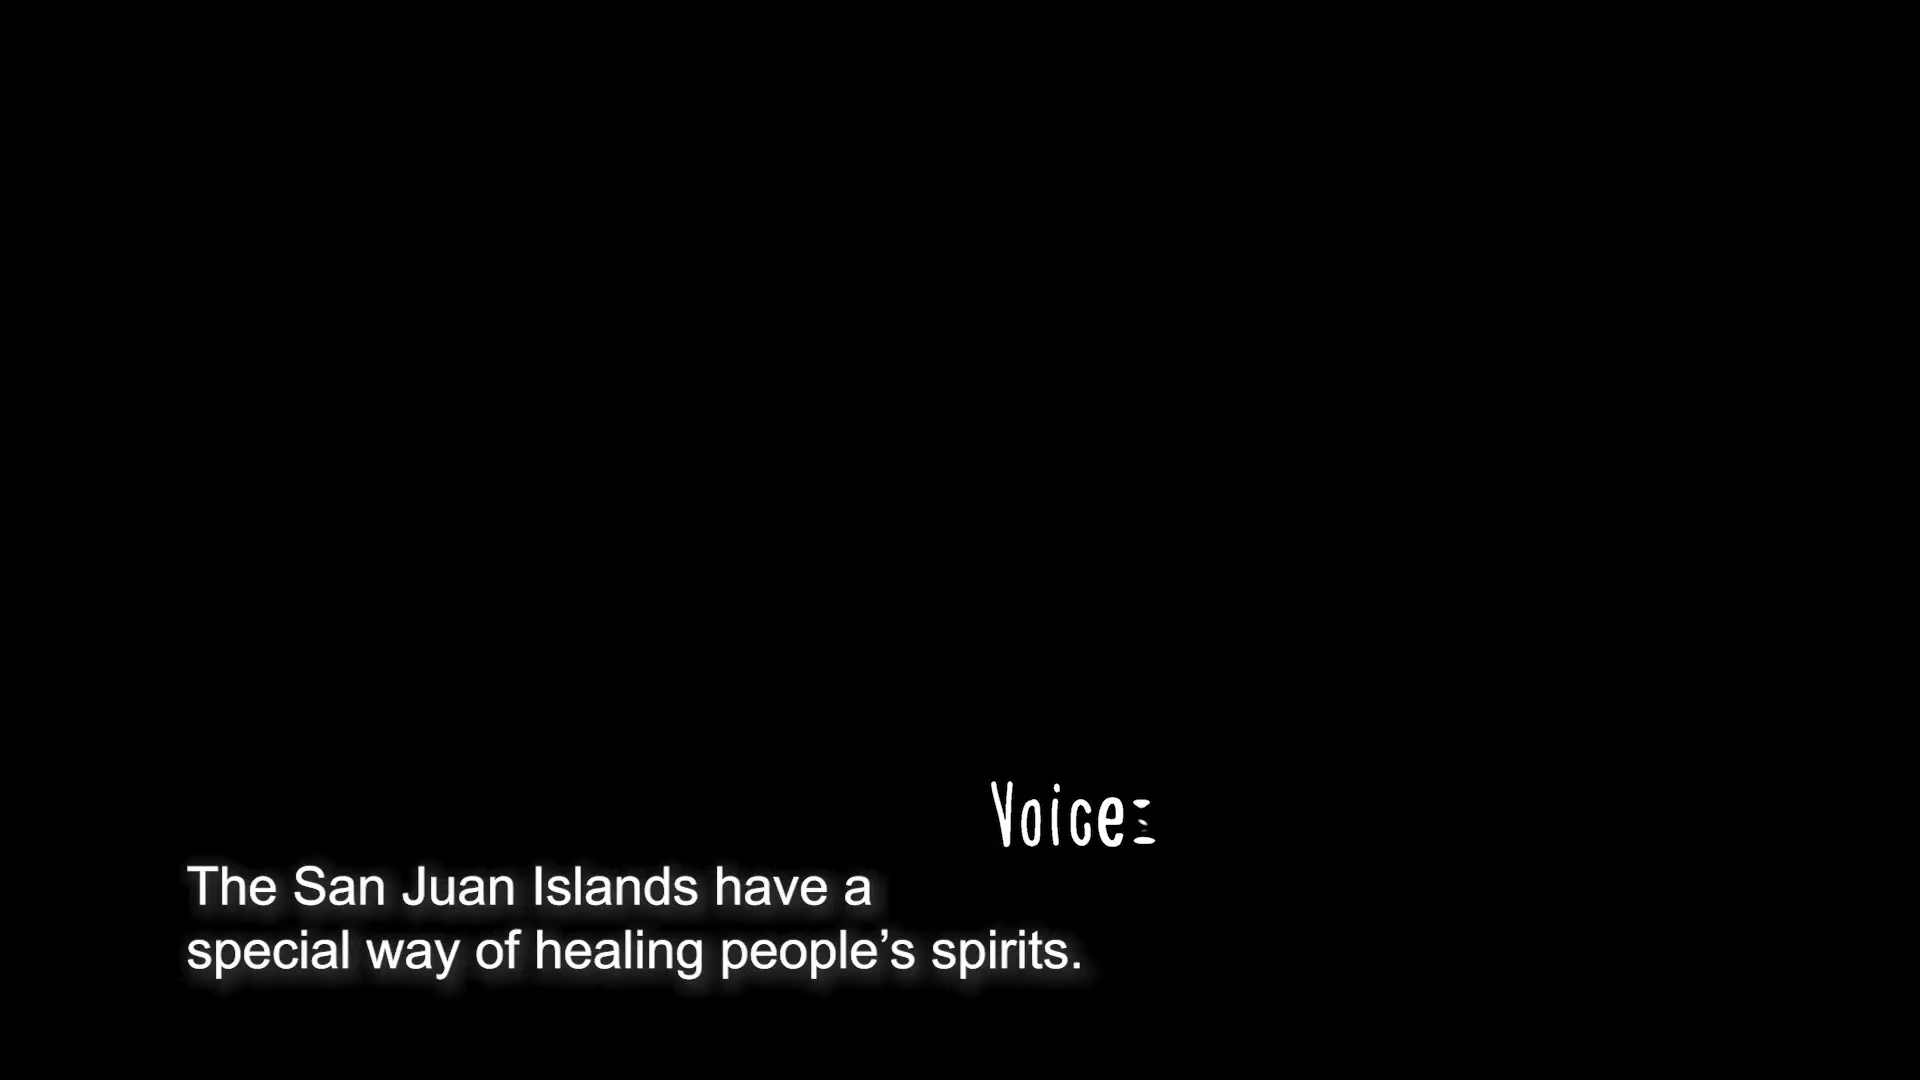 Voice
The San Juan Islands have a
special way of healing people’s spirits.